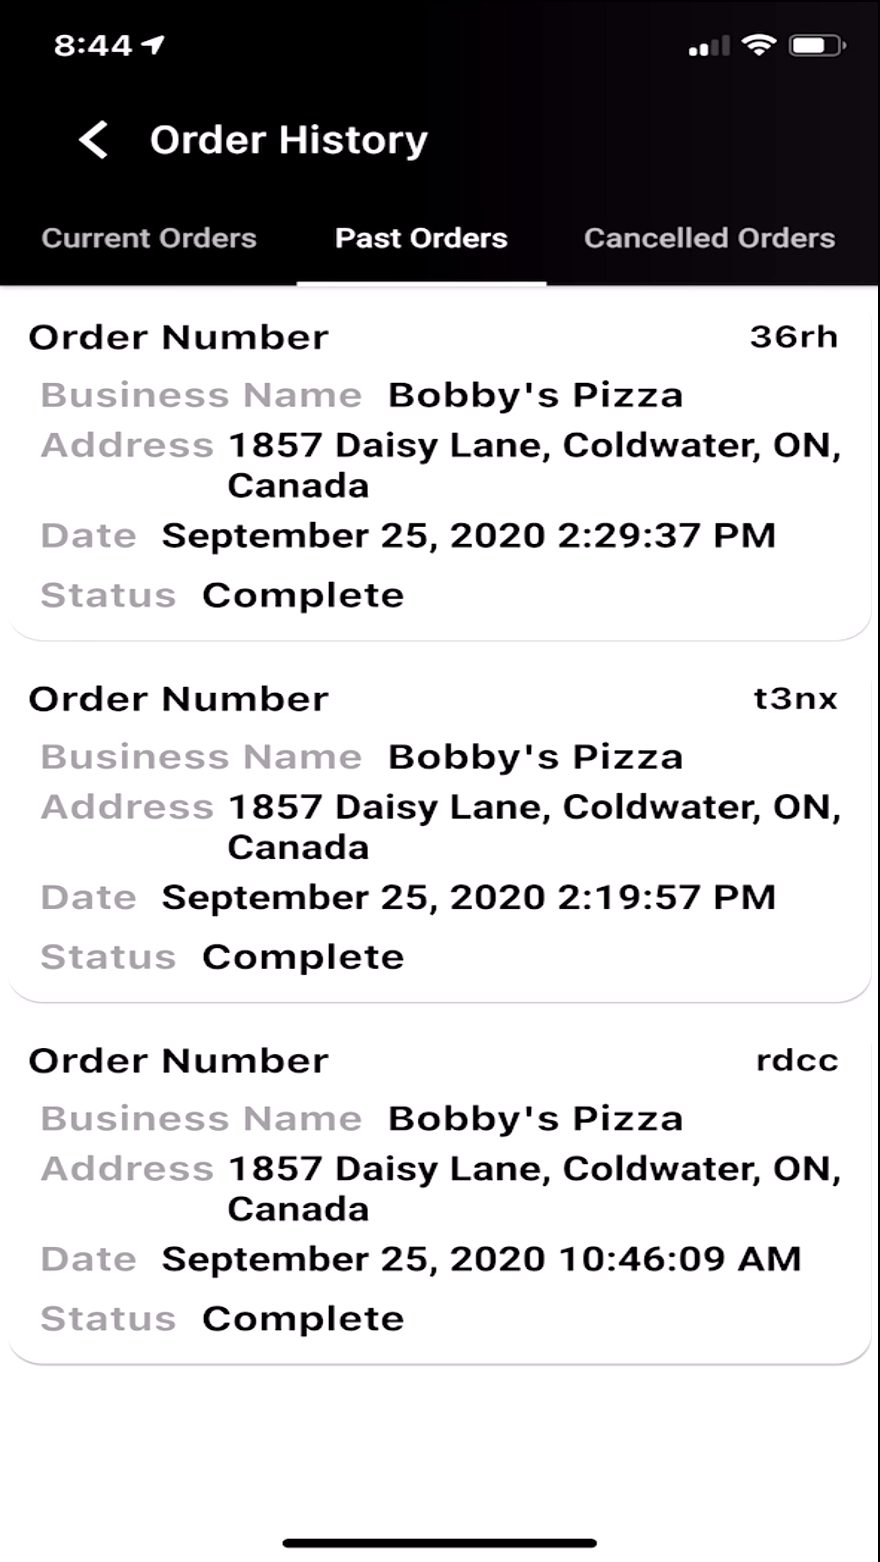 8:44
Order History
Current Orders Past Orders Cancelled Orders
Order Number 36rh
Business Name Bobby's Pizza
Address 1857 Daisy Lane, Coldwater, ON,
Canada
Date September 25, 2020 2:29:37 PM
Status Complete
Order Number t3nx
Business Name Bobby's Pizza
Address 1857 Daisy Lane, Coldwater, ON,
Canada
Date September 25, 2020 2:19:57 PM
Status Complete
Order Number rdcc
Business Name Bobby's Pizza
Address 1857 Daisy Lane, Coldwater, ON,
Canada
Date September 25, 2020 10:46:09 AM
Status Complete